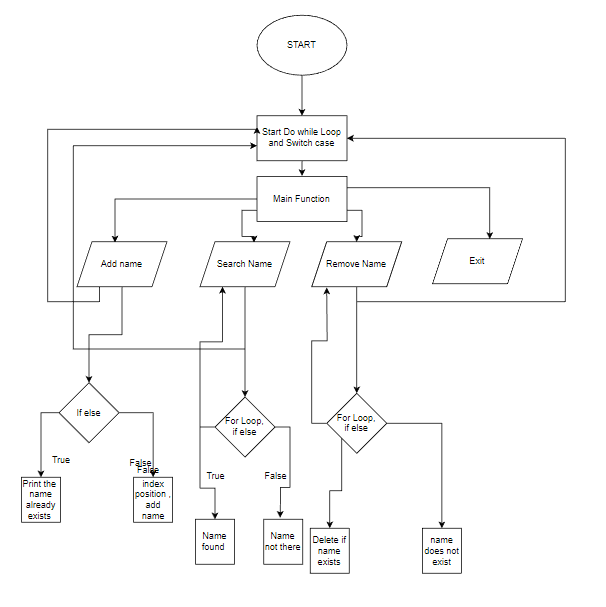 START
Start Do while Loop
and Switch case
Main Function
Add name
Search Name
Remove Name
Exit
If else
For Loop,
if else
For Loop,
if else
True
False
False
True
False
Print the
name
already
exists
index
position ,
add
name
Name
found
Name
not there
Delete if
name
exists
name
does not
exist